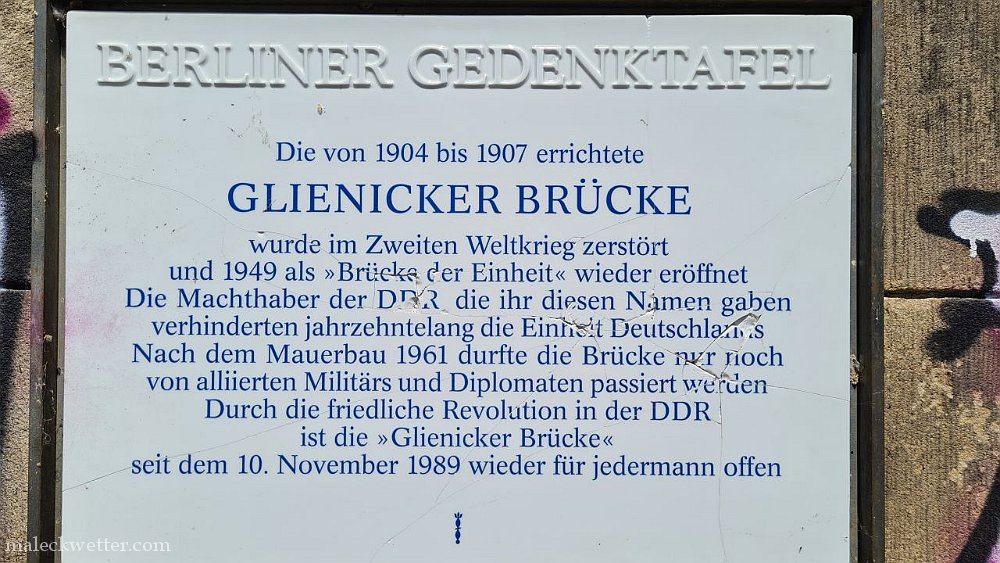 BERLINER GEDENKTAFEL
Die von 1904 bis 1907 errichtete
GLIENICKER BRÜCKE
wurde im Zweiten Weltkrieg zerstört
und 1949 als »Brücke der Einheit« wieder eröffnet
Die Machthaber der DDR die ihr diesen Namen gaben
verhinderten jahrzehntelang die Einheit Deutschlands
Nach dem Mauerbau 1961 durfte die Brücke nur noch
von alliierten Militärs und Diplomaten passiert werden
Durch die friedliche Revolution in der DDR
ist die »Glienicker Brücke«
seit dem 10. November 1989 wieder für jedermann offen
maleckwetter.com